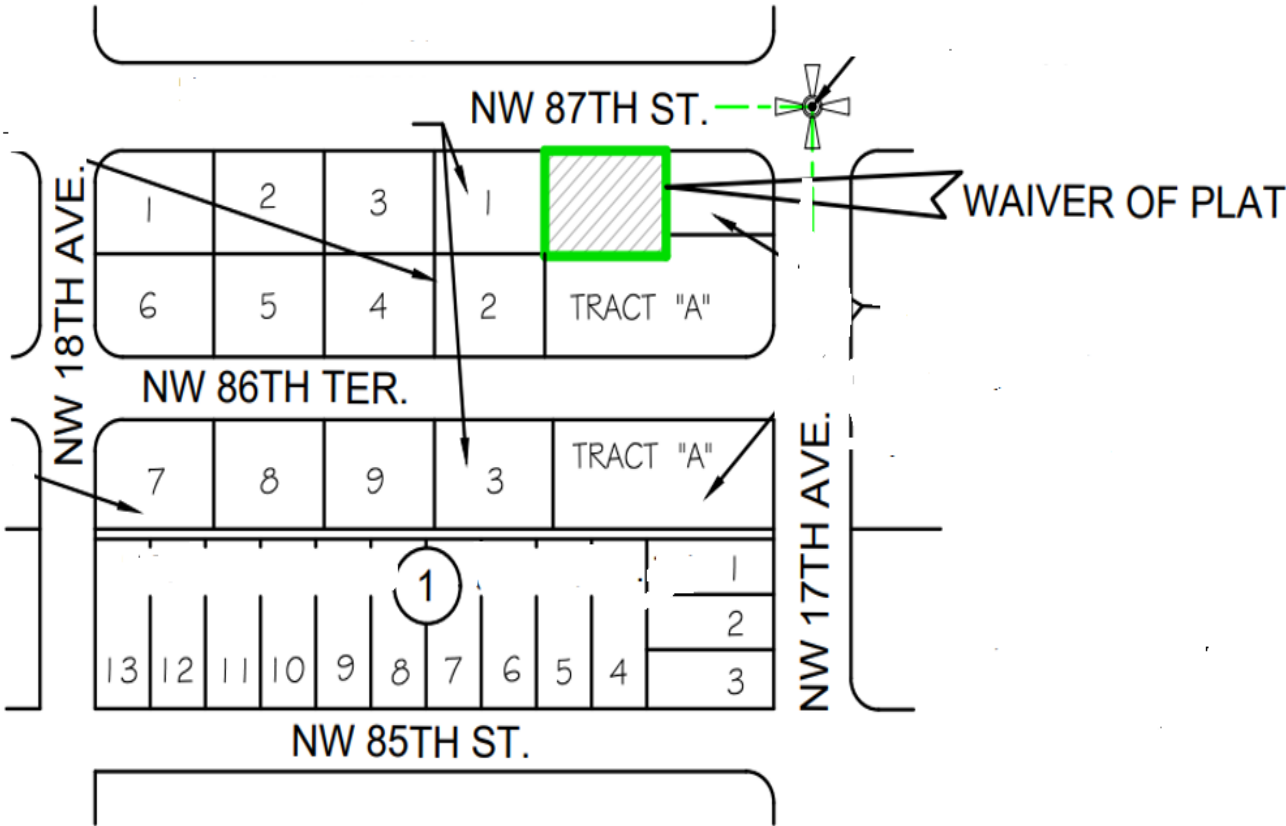 NW 87TH ST.
WAIVER OF PLAT
NW 18TH AVE.
1 2 3 1
6 5 4 2 TRACT "A"
NW 86TH TER.
7 8 9 3 TRACT "A"
NW 17TH AVE.
1
1
2
13 12 11 10 9 8 7 6 5 4 3
NW 85TH ST.